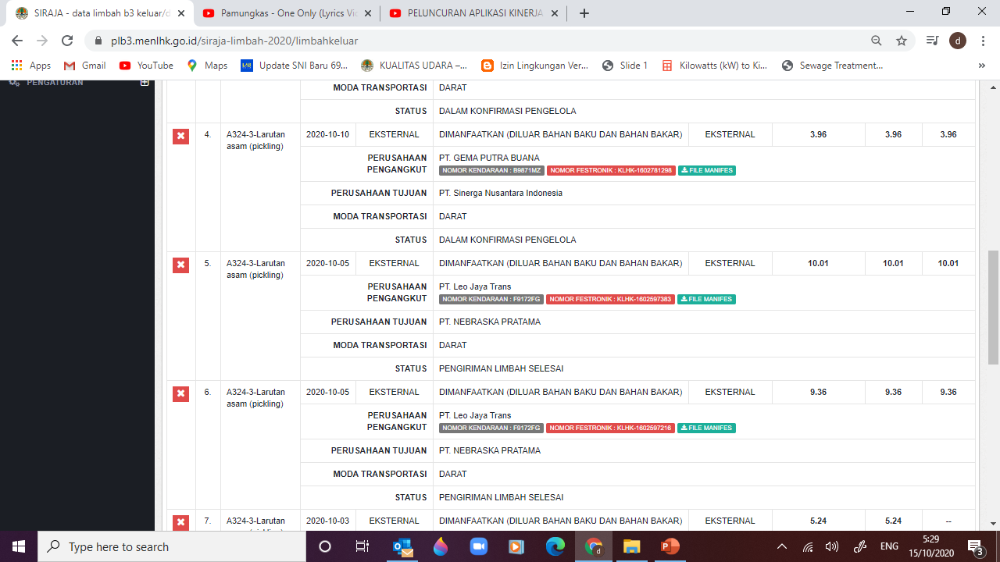 SIRAJA - data limbah b3 keluar/d
Pamungkas - One Only (Lyrics Vic
PELUNCURAN APLIKASI KINERJA
plb3.menlhk.go.id/siraja-limbah-2020/limbahkeluar
d
Apps
Gmail
YouTube
Maps
Update SNI Baru 69...
KUALITAS UDARA –...
Izin Lingkungan Ver...
Slide 1
Kilowatts (kW) to Ki...
Sewage Treatment...
»
PENGATURAN
MODA TRANSPORTASI DARAT
STATUS DALAM KONFIRMASI PENGELOLA
4. A324-3-Larutan 2020-10-10 EKSTERNAL DIMANFAATKAN (DILUAR BAHAN BAKU DAN BAHAN BAKAR) EKSTERNAL 3.96 3.96 3.96
asam (pickling)
PERUSAHAAN PT. GEMA PUTRA BUANA
PENGANGKUT NOMOR KENDARAAN : B9871MZ NOMOR FESTRONIK : KLHK-1602781298 FILE MANIFES
PERUSAHAAN TUJUAN PT. Sinerga Nusantara Indonesia
MODA TRANSPORTASI DARAT
STATUS DALAM KONFIRMASI PENGELOLA
5. A324-3-Larutan 2020-10-05 EKSTERNAL DIMANFAATKAN (DILUAR BAHAN BAKU DAN BAHAN BAKAR) EKSTERNAL 10.01 10.01 10.01
asam (pickling)
PERUSAHAAN PT. Leo Jaya Trans
PENGANGKUT NOMOR KENDARAAN : F9172FG NOMOR FESTRONIK : KLHK-1602597383 FILE MANIFES
PERUSAHAAN TUJUAN PT. NEBRASKA PRATAMA
MODA TRANSPORTASI DARAT
STATUS PENGIRIMAN LIMBAH SELESAI
6. A324-3-Larutan 2020-10-05 EKSTERNAL DIMANFAATKAN (DILUAR BAHAN BAKU DAN BAHAN BAKAR) EKSTERNAL 9.36 9.36 9.36
asam (pickling)
PERUSAHAAN PT. Leo Jaya Trans
PENGANGKUT NOMOR KENDARAAN : F9172FG NOMOR FESTRONIK : KLHK-1602597216 FILE MANIFES
PERUSAHAAN TUJUAN PT. NEBRASKA PRATAMA
MODA TRANSPORTASI DARAT
STATUS PENGIRIMAN LIMBAH SELESAI
7. A324-3-Larutan 2020-10-03 EKSTERNAL DIMANFAATKAN (DILUAR BAHAN BAKU DAN BAHAN BAKAR) EKSTERNAL 5.24 5.24 --
Type here to search
ENG
5:29
15/10/2020
3